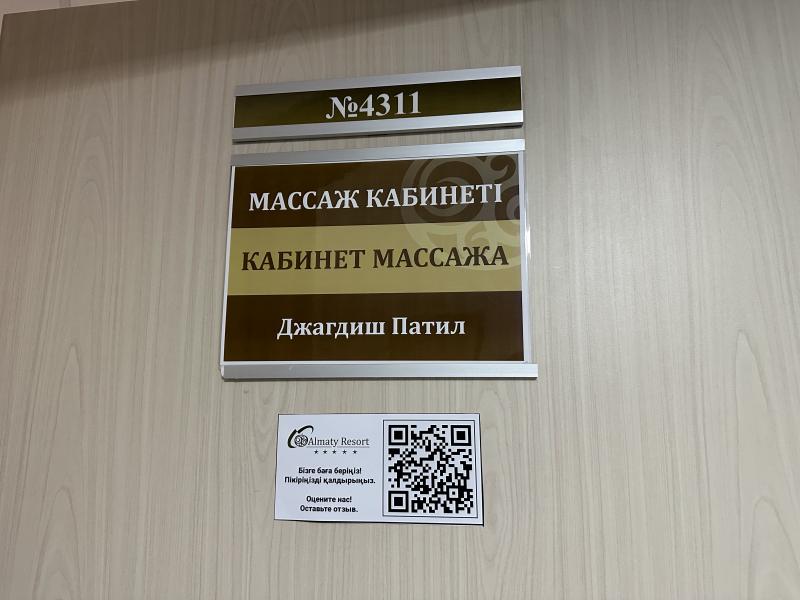 №4311
МАССАЖ КАБИНЕТІ
КАБИНЕТ МАССАЖА
Джагдиш Патил
Almaty Resort
Бізге баға беріңіз!
Пікіріңізді қалдырыңыз.
Оцените нас!
Оставьте отзыв.